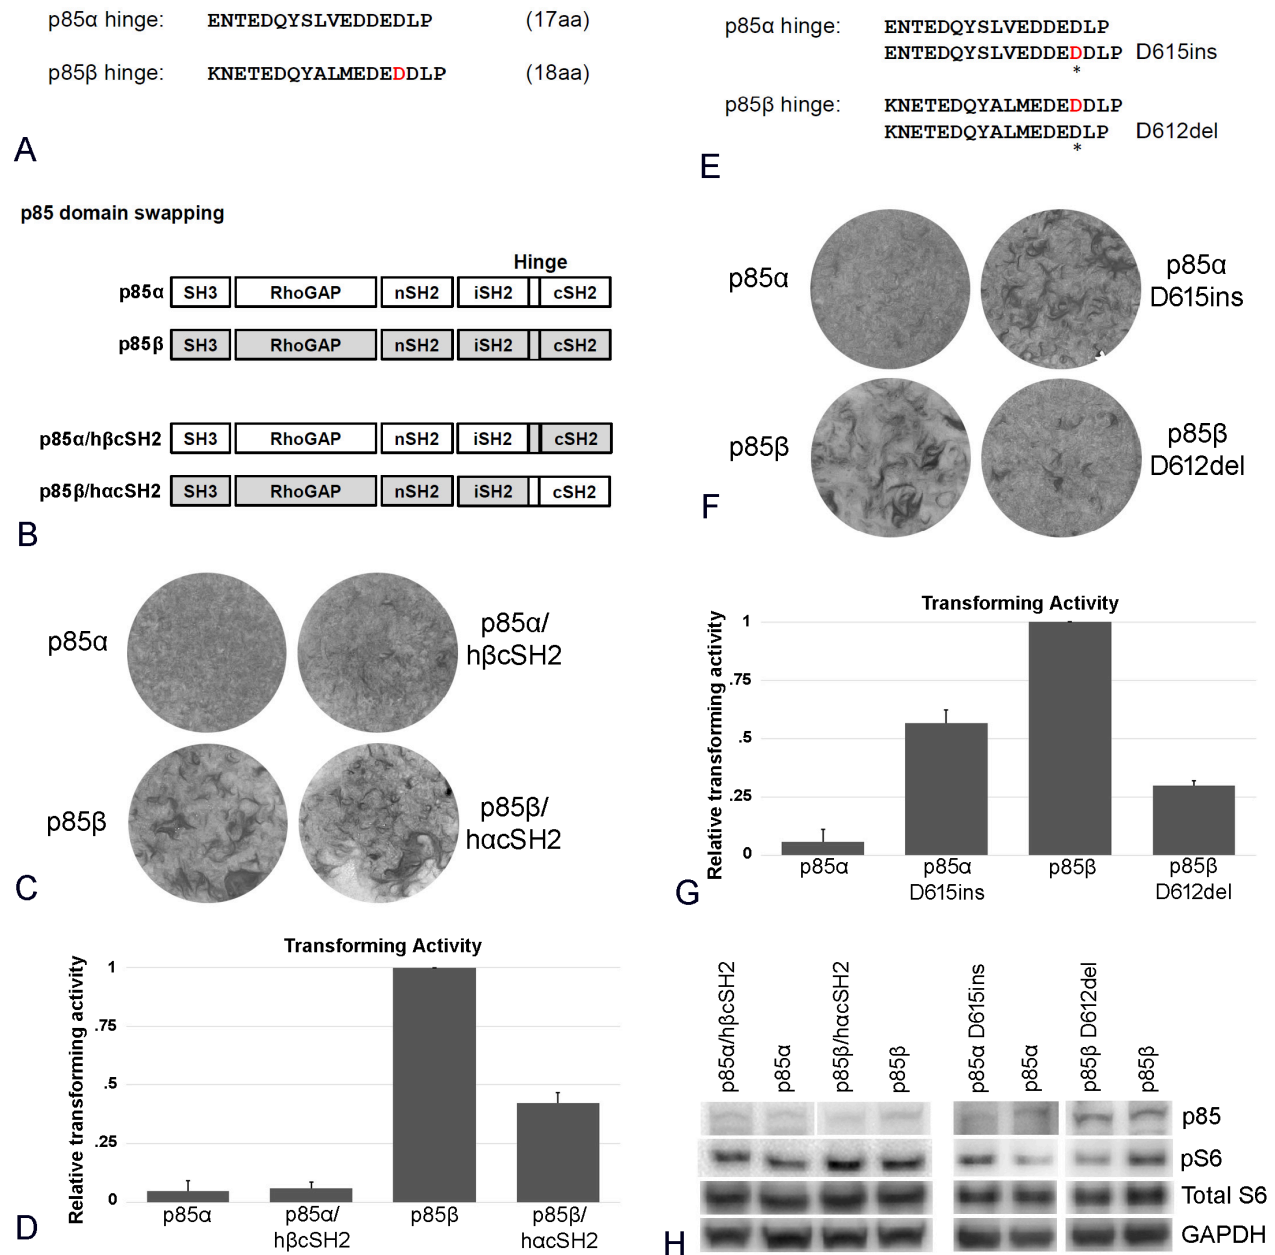 p85α hinge: ENTEDQYSLVEDDEDLP (17aa)
p85β hinge: KNETEDQYALMEDEDDLP (18aa)
A
p85 domain swapping
Hinge
p85α SH3 RhoGAP nSH2 iSH2 cSH2
p85β SH3 RhoGAP nSH2 iSH2 cSH2
p85α/hβcSH2 SH3 RhoGAP nSH2 iSH2 cSH2
p85β/hαcSH2 SH3 RhoGAP nSH2 iSH2 cSH2
B
p85α
p85α/
hβcSH2
p85β
p85β/
hαcSH2
C
Transforming Activity
Relative transforming activity
1
.75
.5
.25
0
p85α
p85α/
hβcSH2
p85β
p85β/
hαcSH2
D
p85α hinge: ENTEDQYSLVEDDEDLP
ENTEDQYSLVEDDEDDLP D615ins
*
p85β hinge: KNETEDQYALMEDEDDLP
KNETEDQYALMEDEDLP D612del
*
E
p85α
p85α
D615ins
p85β
p85β
D612del
F
Transforming Activity
Relative transforming activity
1
.75
.5
.25
0
p85α
p85α
D615ins
p85β
p85β
D612del
G
p85α/hβcSH2
p85α
p85β/hαcSH2
p85β
p85α D615ins
p85α
p85β D612del
p85β
p85
pS6
Total S6
GAPDH
H